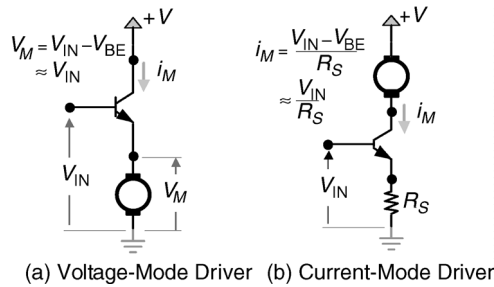 +V
V_M = V_IN – V_BE
≈ V_IN
i_M
V_IN
V_M
(a) Voltage-Mode Driver
+V
i_M = (V_IN – V_BE)/R_S
≈ V_IN/R_S
i_M
V_IN
R_S
(b) Current-Mode Driver